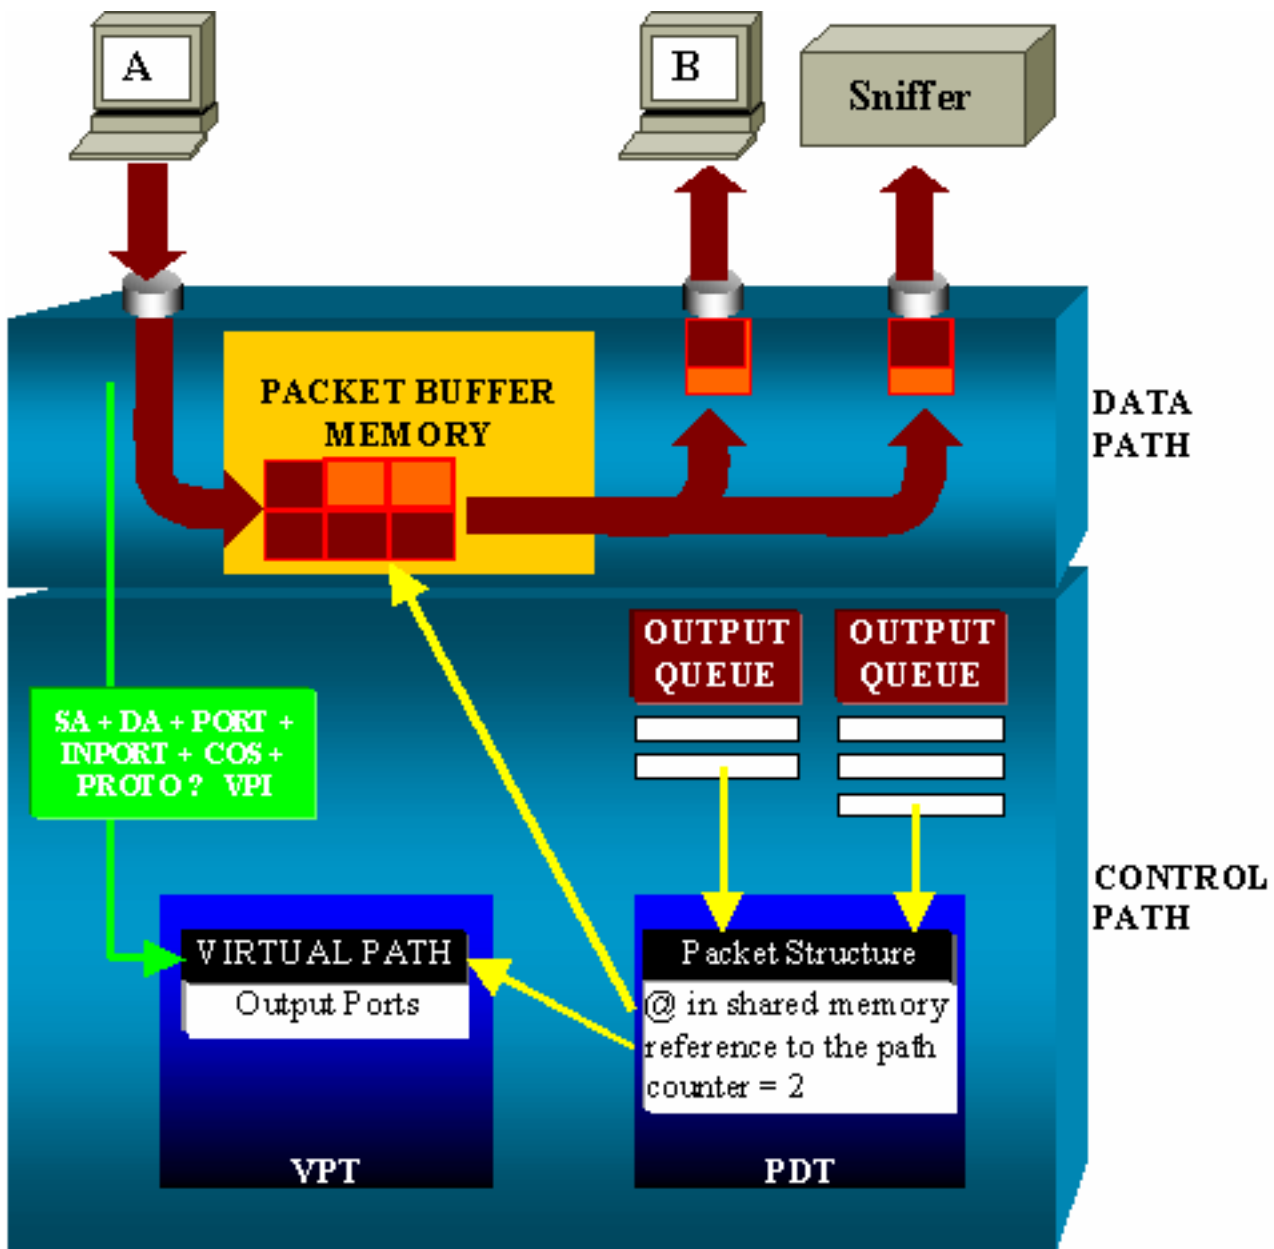 A
B
Sniffer
PACKET BUFFER
MEMORY
DATA
PATH
OUTPUT
QUEUE
OUTPUT
QUEUE
SA + DA + PORT +
INPORT + COS +
PROTO ? VPI
CONTROL
PATH
VIRTUAL PATH
Output Ports
Packet Structure
@ in shared memory
reference to the path
counter = 2
VPT
PDT